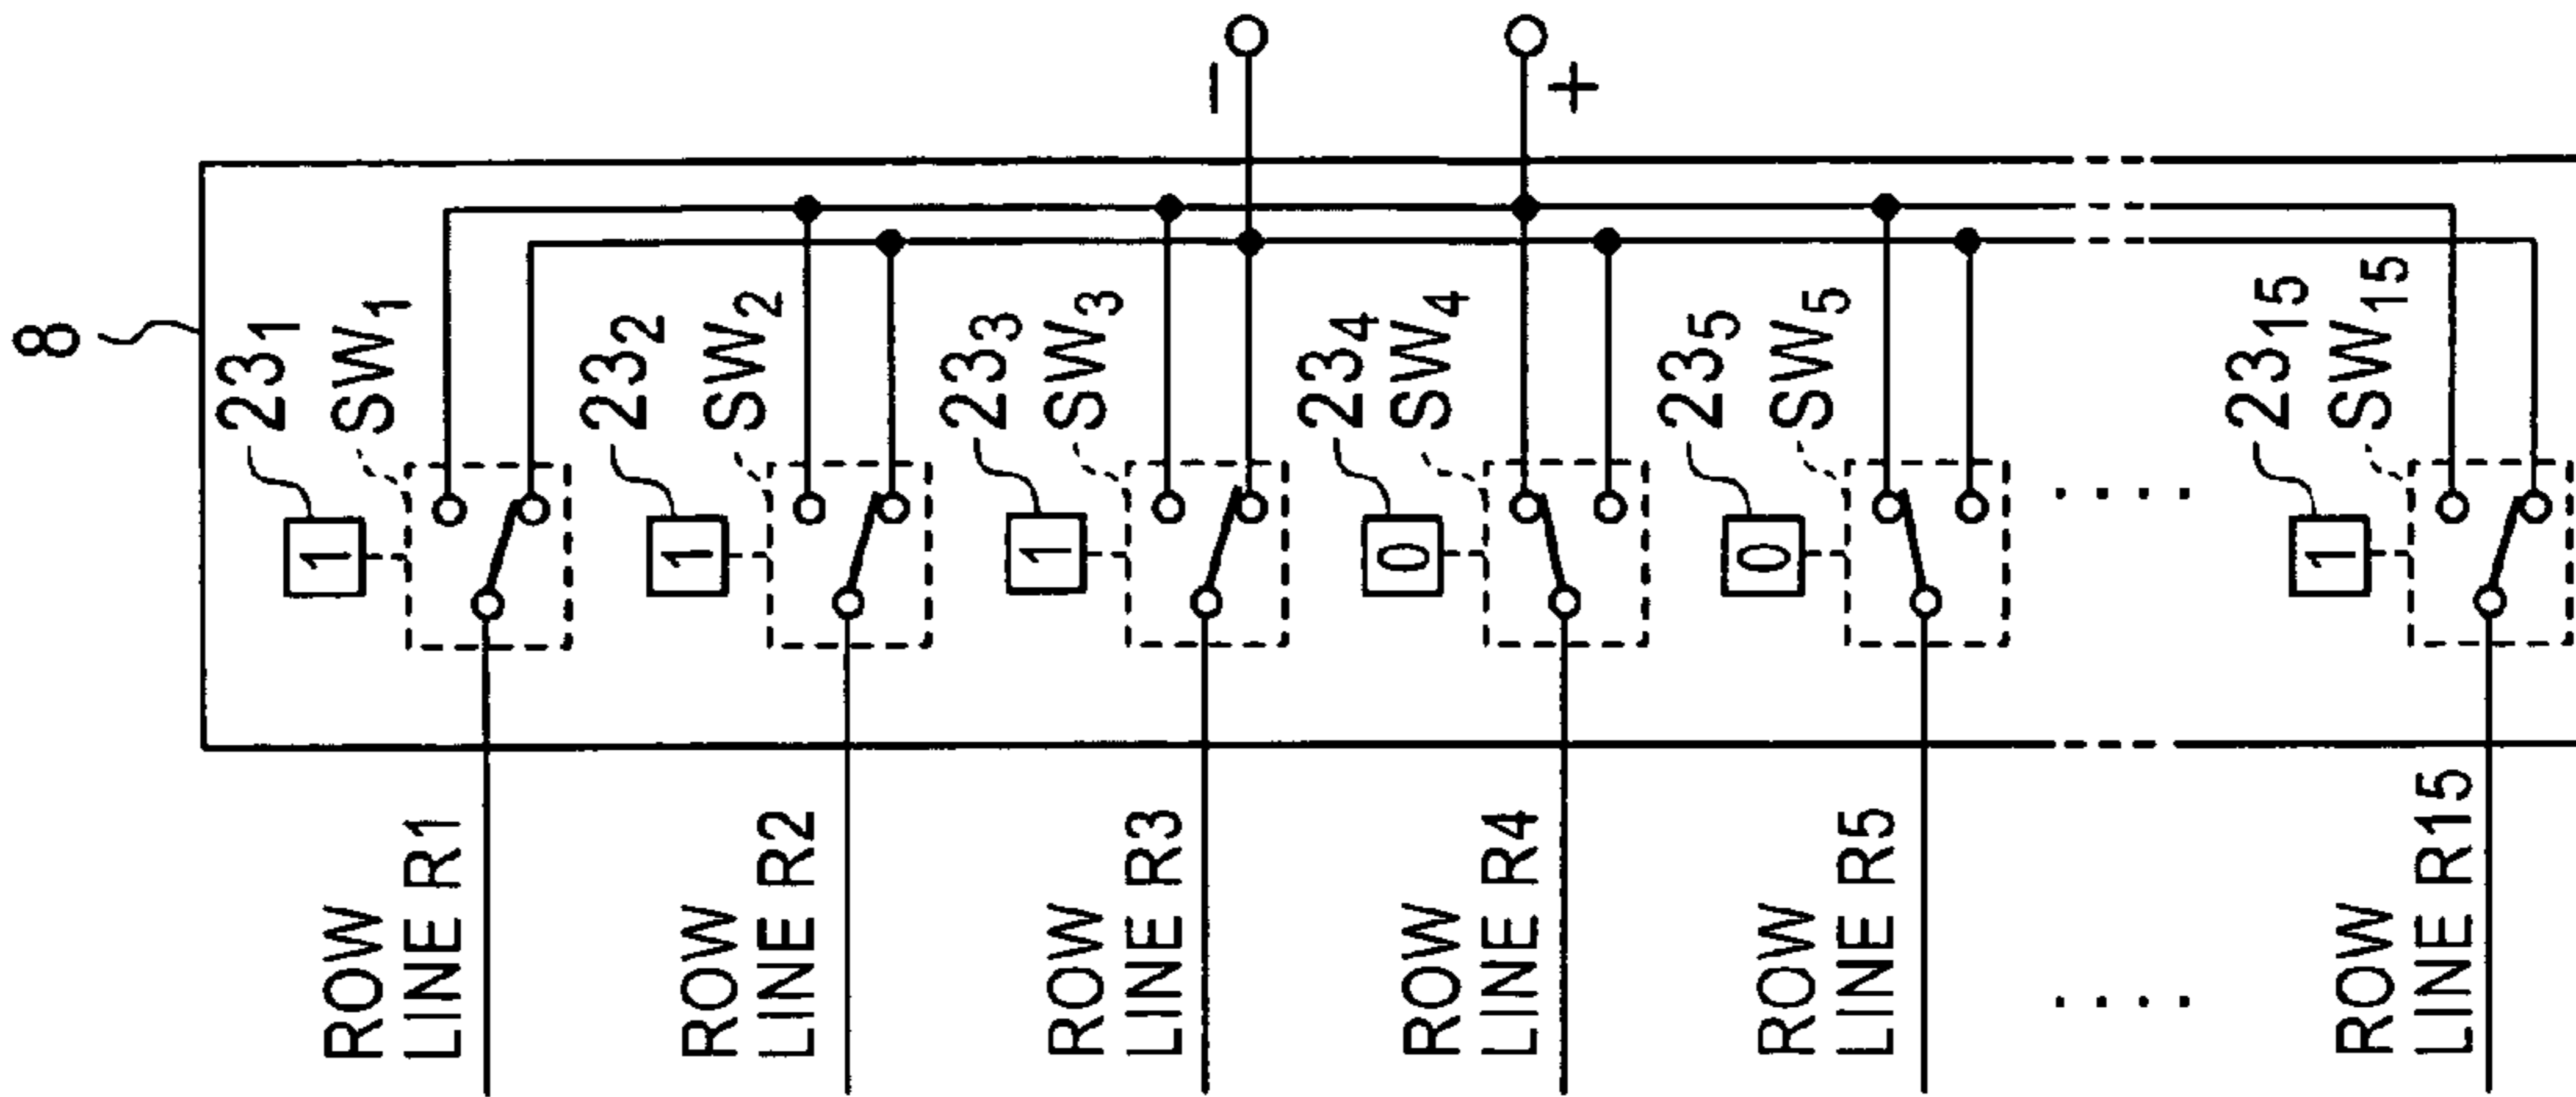 8
23₁
SW₁
1
ROW
LINE R1
23₂
SW₂
1
ROW
LINE R2
23₃
SW₃
1
ROW
LINE R3
−
23₄
SW₄
0
ROW
LINE R4
+
23₅
SW₅
0
ROW
LINE R5
· · · ·
· · · ·
23₁₅
SW₁₅
1
ROW
LINE R15